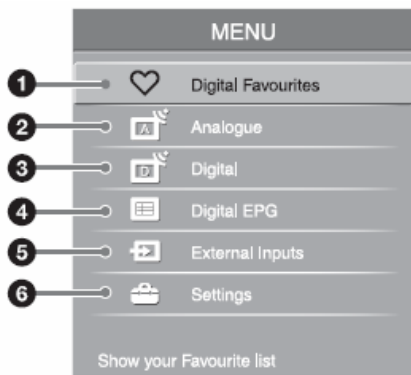 MENU
1 Digital Favourites
2 A Analogue
3 D Digital
4 Digital EPG
5 External Inputs
6 Settings
Show your Favourite list